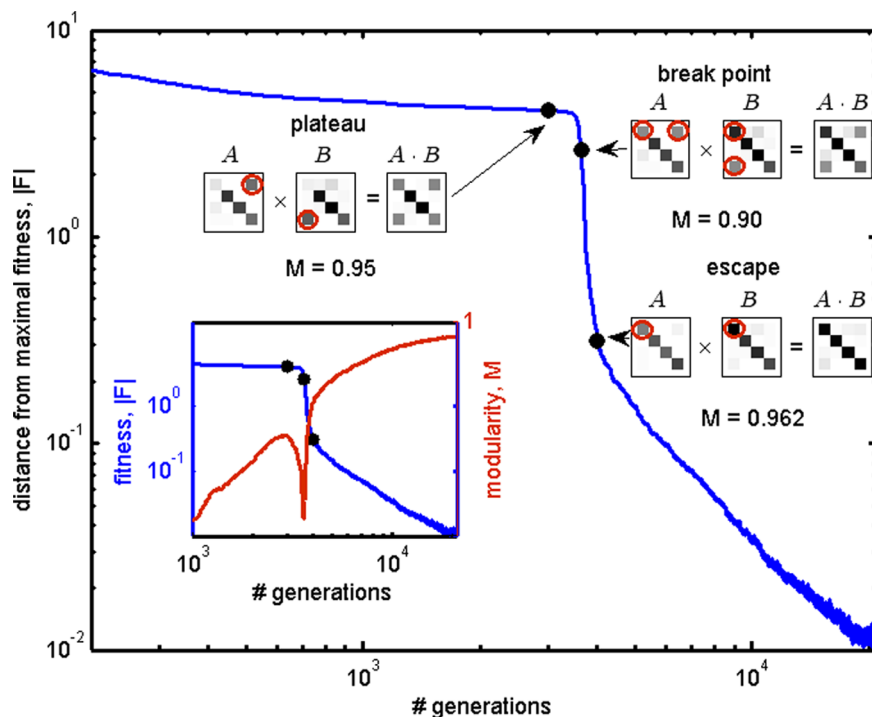 10^1
10^0
10^-1
10^-2
distance from maximal fitness, |F|
10^3
10^4
# generations
plateau
A
B
A · B
×
=
M = 0.95
break point
A
B
A · B
×
=
M = 0.90
escape
A
B
A · B
×
=
M = 0.962
fitness, |F|
10^0
10^-1
1
modularity, M
10^3
10^4
# generations